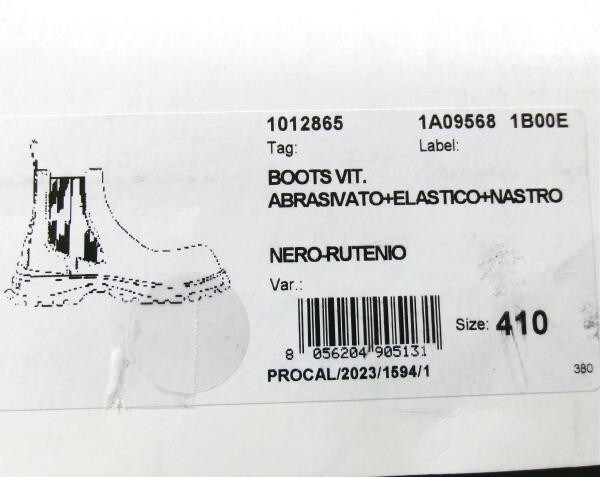 1012865 1A09568 1B00E
Tag: Label:
BOOTS VIT.
ABRASIVATO+ELASTICO+NASTRO
NERO-RUTENIO
Var.:
Size: 410
8 056204 905131
PROCAL/2023/1594/1
380